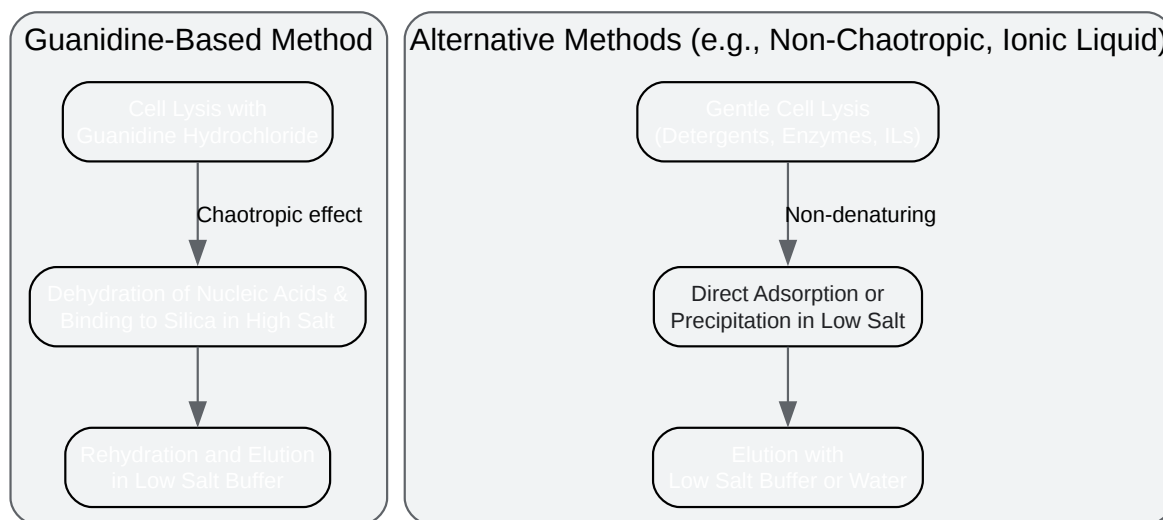 Guanidine-Based Method
Cell Lysis with
Guanidine Hydrochloride
Chaotropic effect
Dehydration of Nucleic Acids &
Binding to Silica in High Salt
Rehydration and Elution
in Low Salt Buffer
Alternative Methods (e.g., Non-Chaotropic, Ionic Liquid)
Gentle Cell Lysis
(Detergents, Enzymes, ILs)
Non-denaturing
Direct Adsorption or
Precipitation in Low Salt
Elution with
Low Salt Buffer or Water